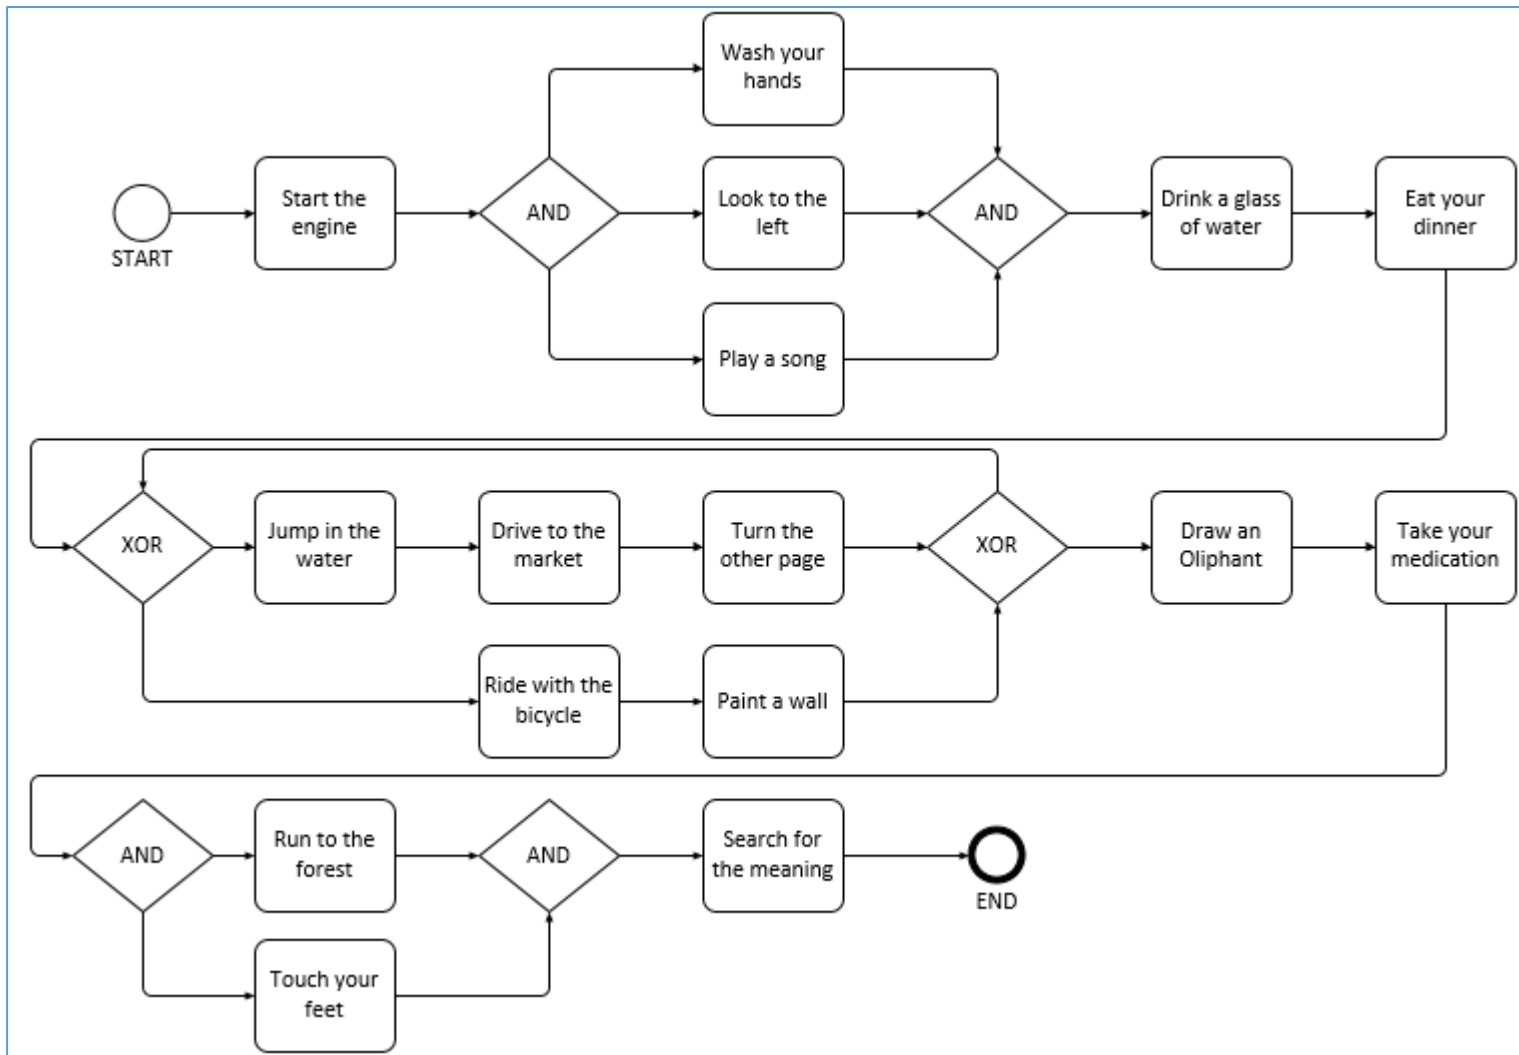 Wash your
hands
START
Start the
engine
AND
Look to the
left
AND
Drink a glass
of water
Eat your
dinner
Play a song
XOR
Jump in the
water
Drive to the
market
Turn the
other page
XOR
Draw an
Oliphant
Take your
medication
Ride with the
bicycle
Paint a wall
AND
Run to the
forest
AND
Search for
the meaning
END
Touch your
feet